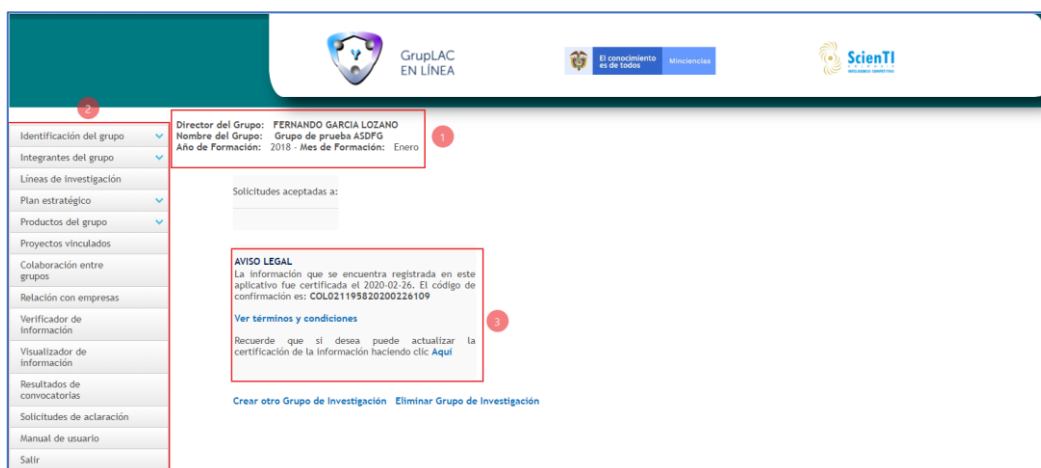 GrupLAC
EN LÍNEA
El conocimiento
es de todos
Minciencias
ScienTI
2
Identificación del grupo
Integrantes del grupo
Líneas de investigación
Plan estratégico
Productos del grupo
Proyectos vinculados
Colaboración entre
grupos
Relación con empresas
Verificador de
información
Visualizador de
información
Resultados de
convocatorias
Solicitudes de aclaración
Manual de usuario
Salir
Director del Grupo: FERNANDO GARCIA LOZANO
Nombre del Grupo: Grupo de prueba ASDFG
Año de Formación: 2018 - Mes de Formación: Enero
1
Solicitudes aceptadas a:
AVISO LEGAL
La información que se encuentra registrada en este
aplicativo fue certificada el 2020-02-26. El código de
confirmación es: COL021195820200226109
Ver términos y condiciones
Recuerde que si desea puede actualizar la
certificación de la información haciendo clic Aquí
3
Crear otro Grupo de Investigación Eliminar Grupo de Investigación